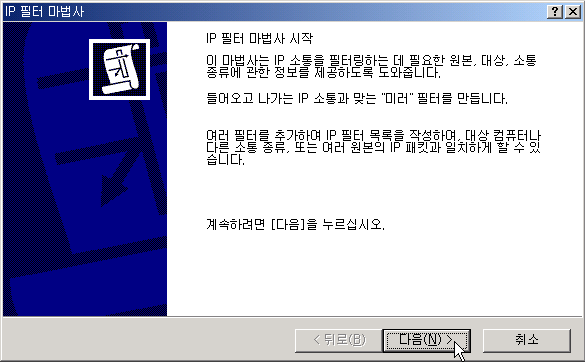 IP 필터 마법사
IP 필터 마법사 시작
이 마법사는 IP 소통을 필터링하는 데 필요한 원본, 대상, 소통
종류에 관한 정보를 제공하도록 도와줍니다.
들어오고 나가는 IP 소통과 맞는 "미러" 필터를 만듭니다.
여러 필터를 추가하여 IP 필터 목록을 작성하여, 대상 컴퓨터나
다른 소통 종류, 또는 여러 원본의 IP 패킷과 일치하게 할 수 있
습니다.
계속하려면 [다음]을 누르십시오.
< 뒤로(B) 다음(N) > 취소